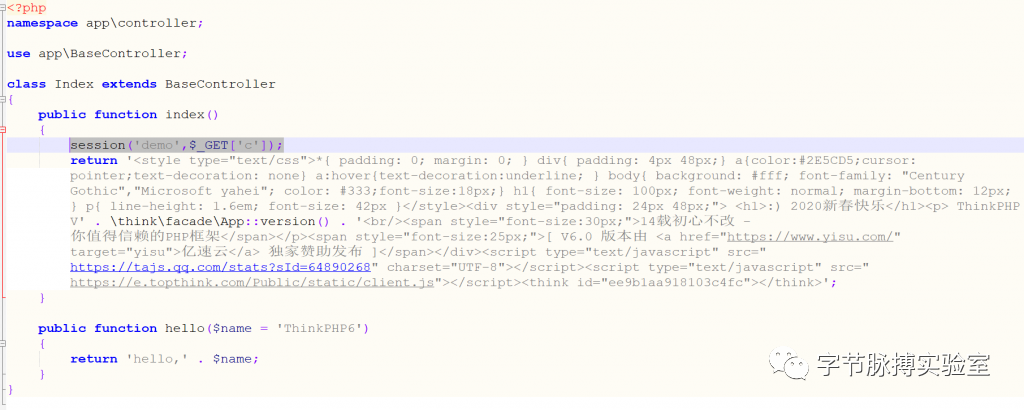 <?php
namespace app\controller;
use app\BaseController;
class Index extends BaseController
{
public function index()
{
session('demo',$_GET['c']);
return '<style type="text/css">*{ padding: 0; margin: 0; } div{ padding: 4px 48px;} a{color:#2E5CD5;cursor:
pointer;text-decoration: none} a:hover{text-decoration:underline; } body{ background: #fff; font-family: "Century
Gothic","Microsoft yahei"; color: #333;font-size:18px;} h1{ font-size: 100px; font-weight: normal; margin-bottom: 12px;
} p{ line-height: 1.6em; font-size: 42px }</style><div style="padding: 24px 48px;"> <h1>:) 2020新春快乐</h1><p> ThinkPHP
V' . \think\facade\App::version() . '<br/><span style="font-size:30px;">14载初心不改 -
你值得信赖的PHP框架</span></p><span style="font-size:25px;">[ V6.0 版本由 <a href="https://www.yisu.com/"
target="yisu">亿速云</a> 独家赞助发布 ]</span></div><script type="text/javascript" src="
https://tajs.qq.com/stats?sId=64890268" charset="UTF-8"></script><script type="text/javascript" src="
https://e.topthink.com/Public/static/client.js"></script><think id="ee9b1aa918103c4fc"></think>';
}
public function hello($name = 'ThinkPHP6')
{
return 'hello,' . $name;
}
}
字节脉搏实验室